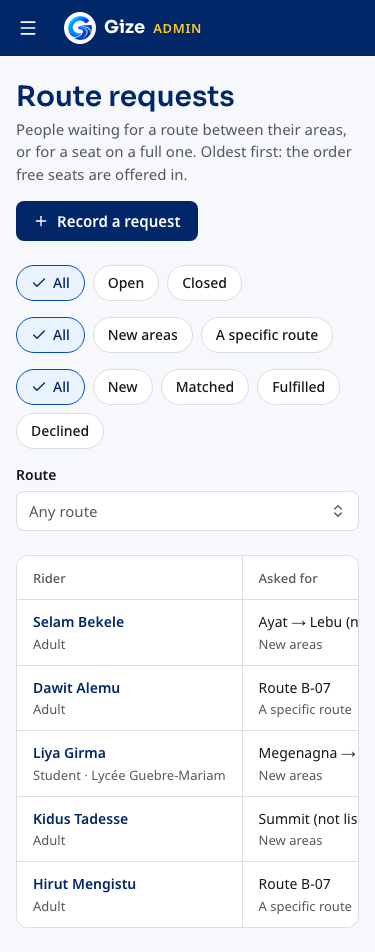 Gize ADMIN
Route requests
People waiting for a route between their areas,
or for a seat on a full one. Oldest first: the order
free seats are offered in.
+ Record a request
All Open Closed
All New areas A specific route
All New Matched Fulfilled
Declined
Route
Any route
Rider Asked for
Selam Bekele Ayat → Lebu (n
Adult New areas
Dawit Alemu Route B-07
Adult A specific route
Liya Girma Megenagna →
Student · Lycée Guebre-Mariam New areas
Kidus Tadesse Summit (not lis
Adult New areas
Hirut Mengistu Route B-07
Adult A specific route